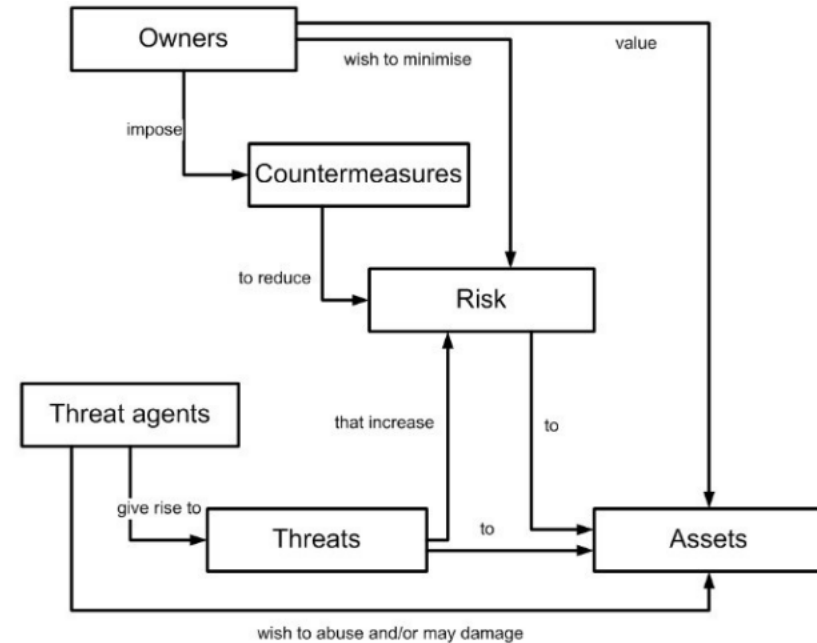 Owners
value
wish to minimise
impose
Countermeasures
to reduce
Risk
Threat agents
that increase
to
give rise to
Threats
to
Assets
wish to abuse and/or may damage